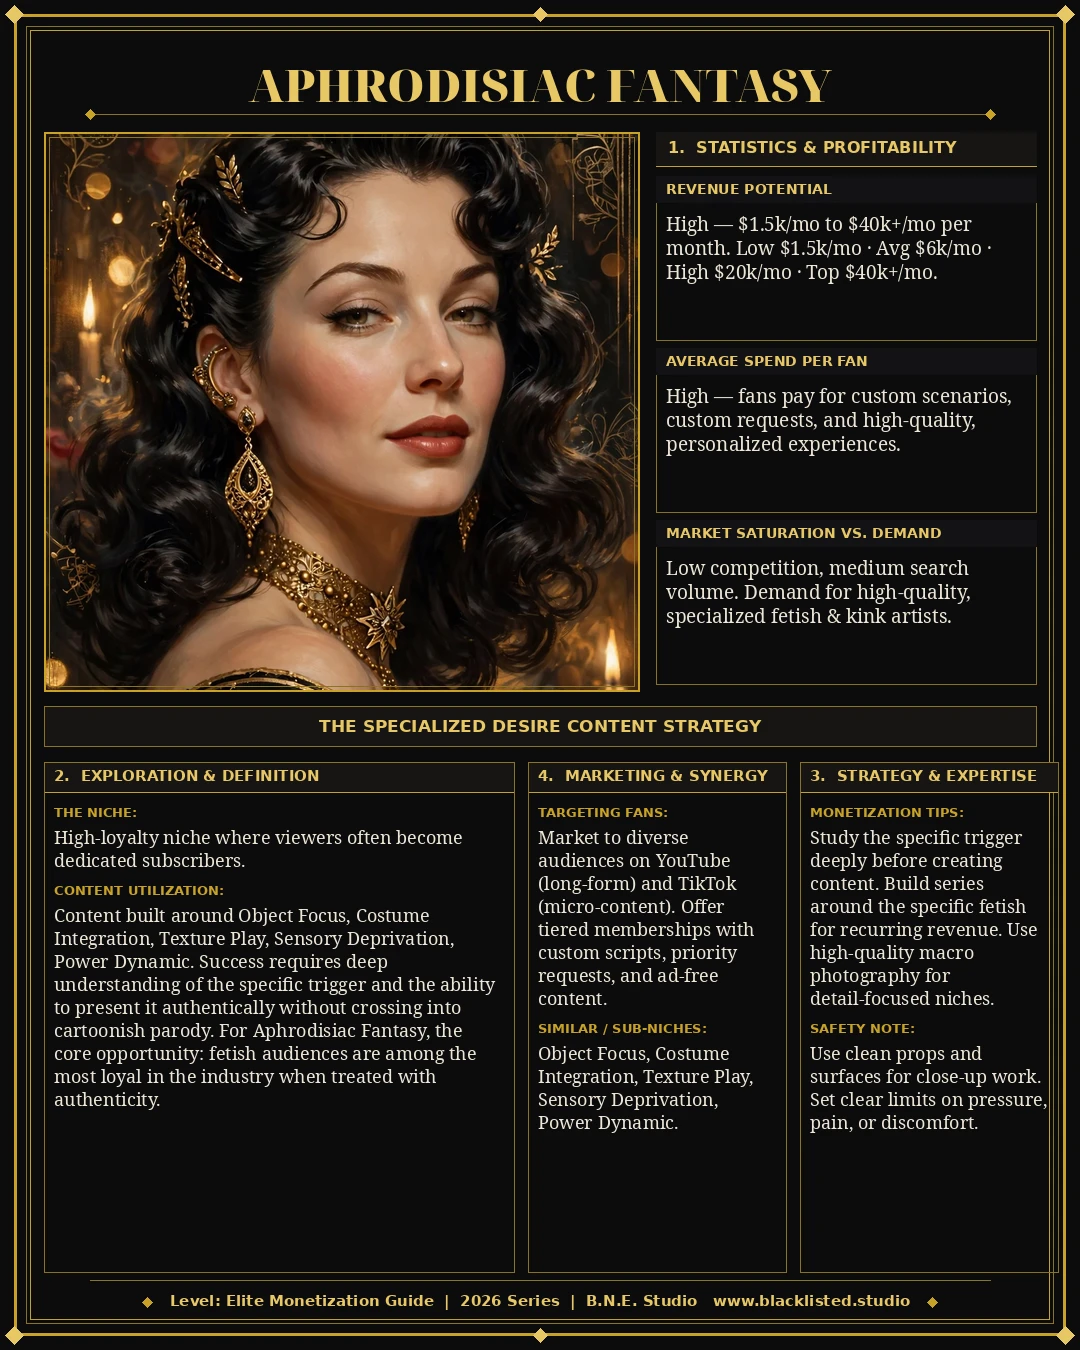 APHRODISIAC FANTASY
1. STATISTICS & PROFITABILITY
REVENUE POTENTIAL
High — $1.5k/mo to $40k+/mo per
month. Low $1.5k/mo · Avg $6k/mo ·
High $20k/mo · Top $40k+/mo.
AVERAGE SPEND PER FAN
High — fans pay for custom scenarios,
custom requests, and high-quality,
personalized experiences.
MARKET SATURATION VS. DEMAND
Low competition, medium search
volume. Demand for high-quality,
specialized fetish & kink artists.
THE SPECIALIZED DESIRE CONTENT STRATEGY
2. EXPLORATION & DEFINITION
THE NICHE:
High-loyalty niche where viewers often become
dedicated subscribers.
CONTENT UTILIZATION:
Content built around Object Focus, Costume
Integration, Texture Play, Sensory Deprivation,
Power Dynamic. Success requires deep
understanding of the specific trigger and the ability
to present it authentically without crossing into
cartoonish parody. For Aphrodisiac Fantasy, the
core opportunity: fetish audiences are among the
most loyal in the industry when treated with
authenticity.
4. MARKETING & SYNERGY
TARGETING FANS:
Market to diverse
audiences on YouTube
(long-form) and TikTok
(micro-content). Offer
tiered memberships with
custom scripts, priority
requests, and ad-free
content.
SIMILAR / SUB-NICHES:
Object Focus, Costume
Integration, Texture Play,
Sensory Deprivation,
Power Dynamic.
3. STRATEGY & EXPERTISE
MONETIZATION TIPS:
Study the specific trigger
deeply before creating
content. Build series
around the specific fetish
for recurring revenue. Use
high-quality macro
photography for
detail-focused niches.
SAFETY NOTE:
Use clean props and
surfaces for close-up work.
Set clear limits on pressure,
pain, or discomfort.
Level: Elite Monetization Guide | 2026 Series | B.N.E. Studio www.blacklisted.studio